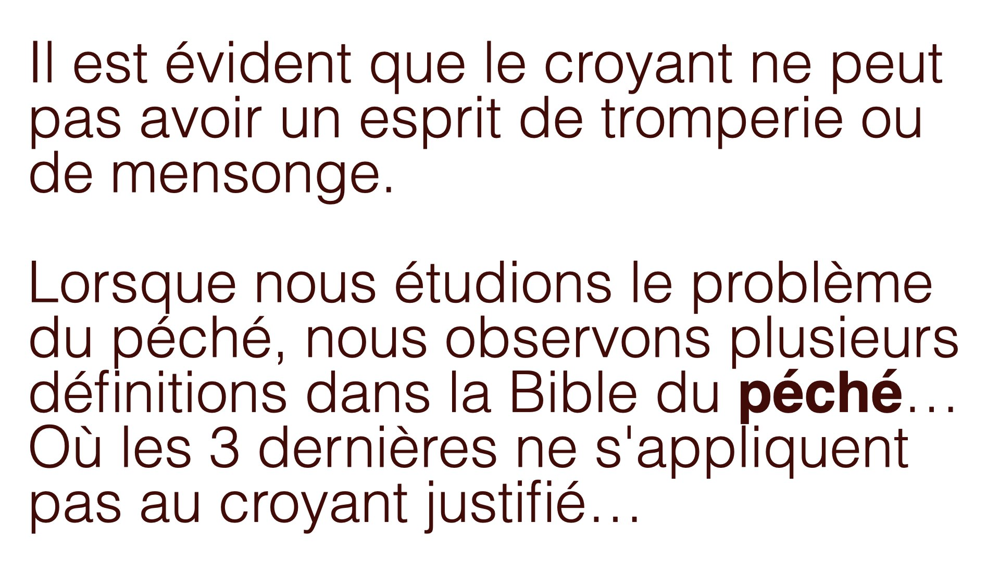 Il est évident que le croyant ne peut
pas avoir un esprit de tromperie ou
de mensonge.
Lorsque nous étudions le problème
du péché, nous observons plusieurs
définitions dans la Bible du péché...
Où les 3 dernières ne s'appliquent
pas au croyant justifié...